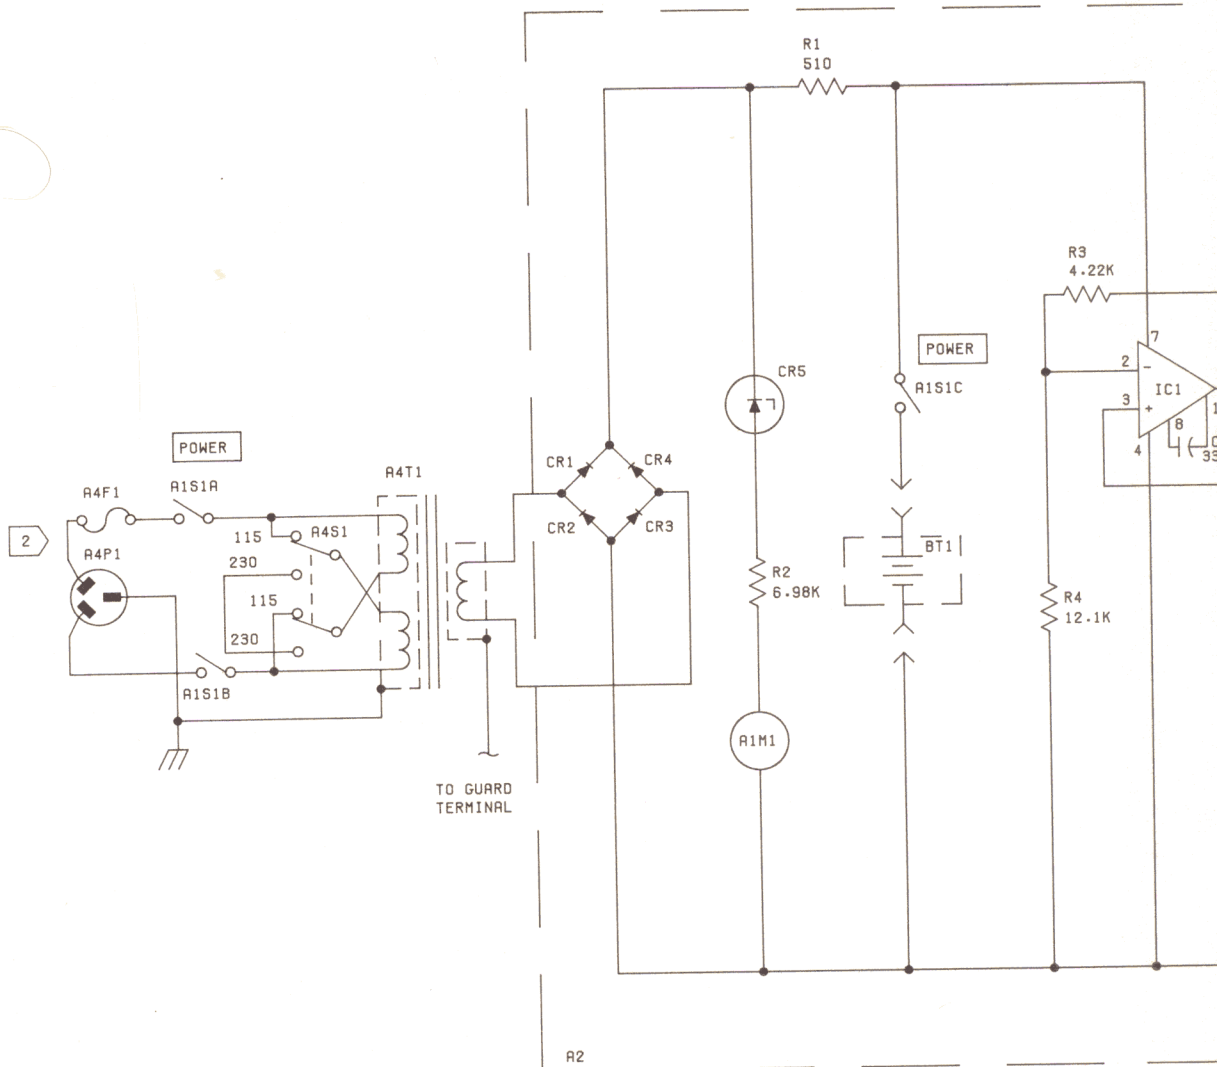 R1
510
R3
4.22K
POWER
7
2
-
IC1
3
+
8
1
4
33
A1S1C
CR5
CR1
CR4
CR2
CR3
POWER
A4T1
A4F1
A1S1A
2
115
A4S1
A4P1
230
115
230
A1S1B
BT1
R2
6.98K
R4
12.1K
A1M1
TO GUARD
TERMINAL
A2